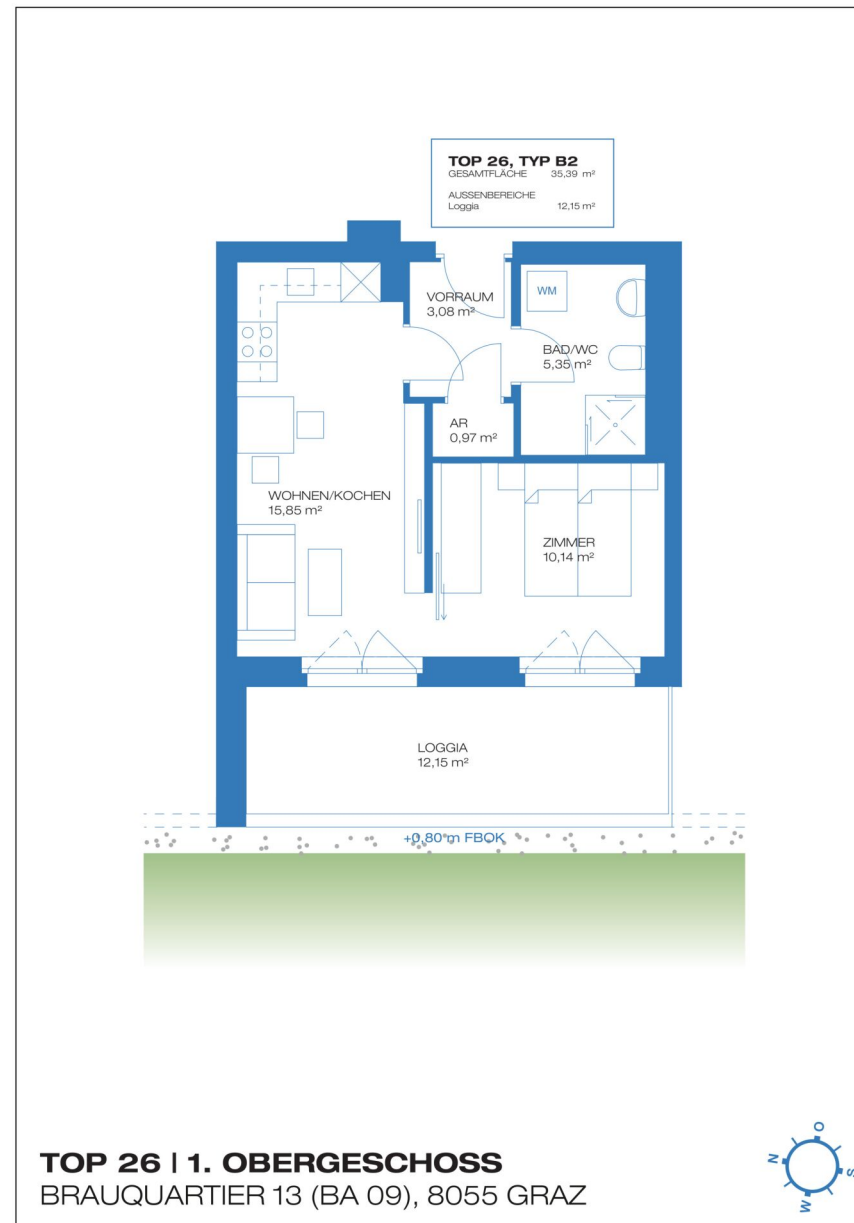 TOP 26, TYP B2
GESAMTFLÄCHE 35,39 m²
AUSSENBEREICHE
Loggia 12,15 m²
VORRAUM
3,08 m²
WM
BAD/WC
5,35 m²
AR
0,97 m²
WOHNEN/KOCHEN
15,85 m²
ZIMMER
10,14 m²
LOGGIA
12,15 m²
+0,80 m FBOK
TOP 26 | 1. OBERGESCHOSS
BRAUQUARTIER 13 (BA 09), 8055 GRAZ
N
O
S
W